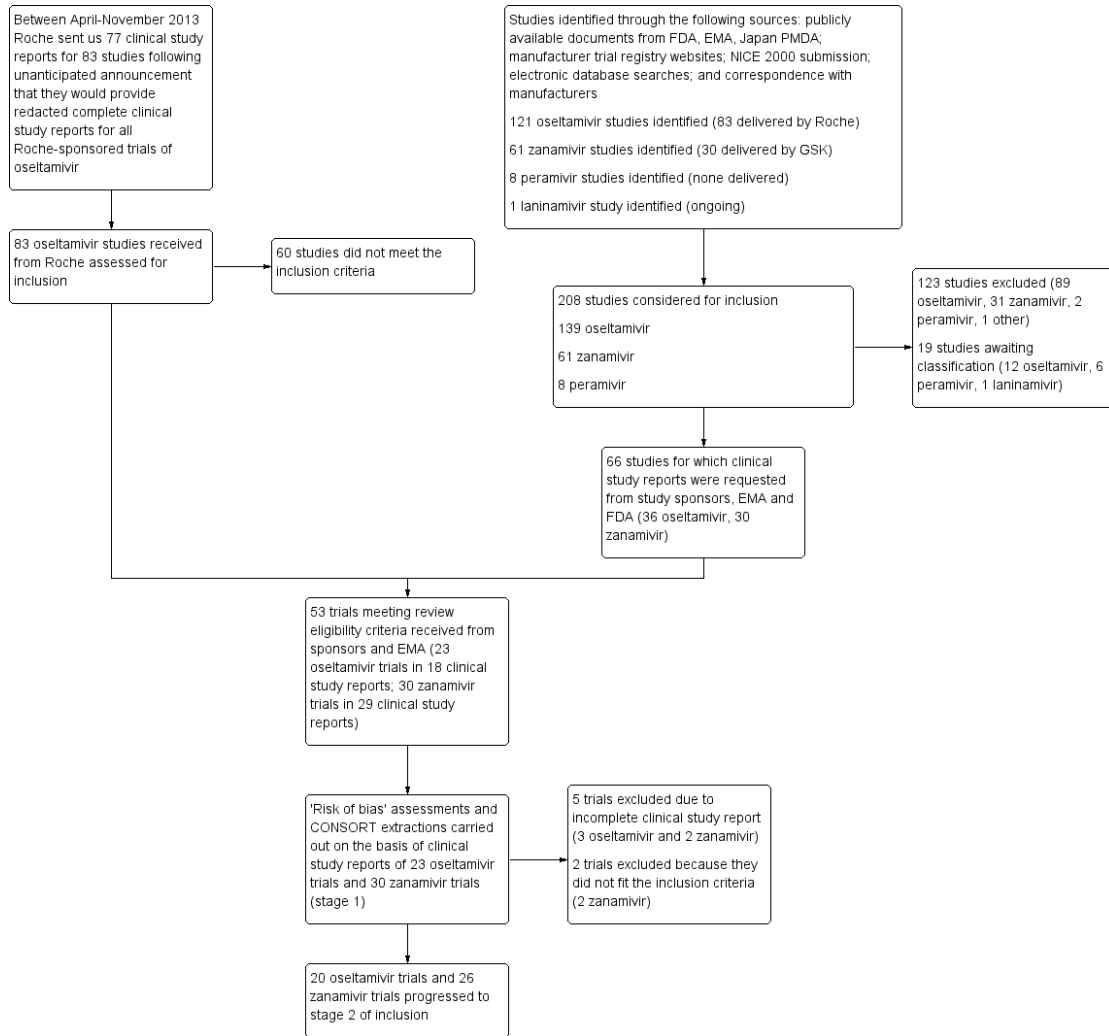 Between April-November 2013
Roche sent us 77 clinical study
reports for 83 studies following
unanticipated announcement
that they would provide
redacted complete clinical
study reports for all
Roche-sponsored trials of
oseltamivir
Studies identified through the following sources: publicly
available documents from FDA, EMA, Japan PMDA;
manufacturer trial registry websites; NICE 2000 submission;
electronic database searches; and correspondence with
manufacturers
121 oseltamivir studies identified (83 delivered by Roche)
61 zanamivir studies identified (30 delivered by GSK)
8 peramivir studies identified (none delivered)
1 laninamivir study identified (ongoing)
83 oseltamivir studies received
from Roche assessed for
inclusion
60 studies did not meet the
inclusion criteria
208 studies considered for inclusion
139 oseltamivir
61 zanamivir
8 peramivir
123 studies excluded (89
oseltamivir, 31 zanamivir, 2
peramivir, 1 other)
19 studies awaiting
classification (12 oseltamivir, 6
peramivir, 1 laninamivir)
66 studies for which clinical
study reports were requested
from study sponsors, EMA and
FDA (36 oseltamivir, 30
zanamivir)
53 trials meeting review
eligibility criteria received from
sponsors and EMA (23
oseltamivir trials in 18 clinical
study reports; 30 zanamivir
trials in 29 clinical study
reports)
'Risk of bias' assessments and
CONSORT extractions carried
out on the basis of clinical
study reports of 23 oseltamivir
trials and 30 zanamivir trials
(stage 1)
5 trials excluded due to
incomplete clinical study report
(3 oseltamivir and 2 zanamivir)
2 trials excluded because they
did not fit the inclusion criteria
(2 zanamivir)
20 oseltamivir trials and 26
zanamivir trials progressed to
stage 2 of inclusion